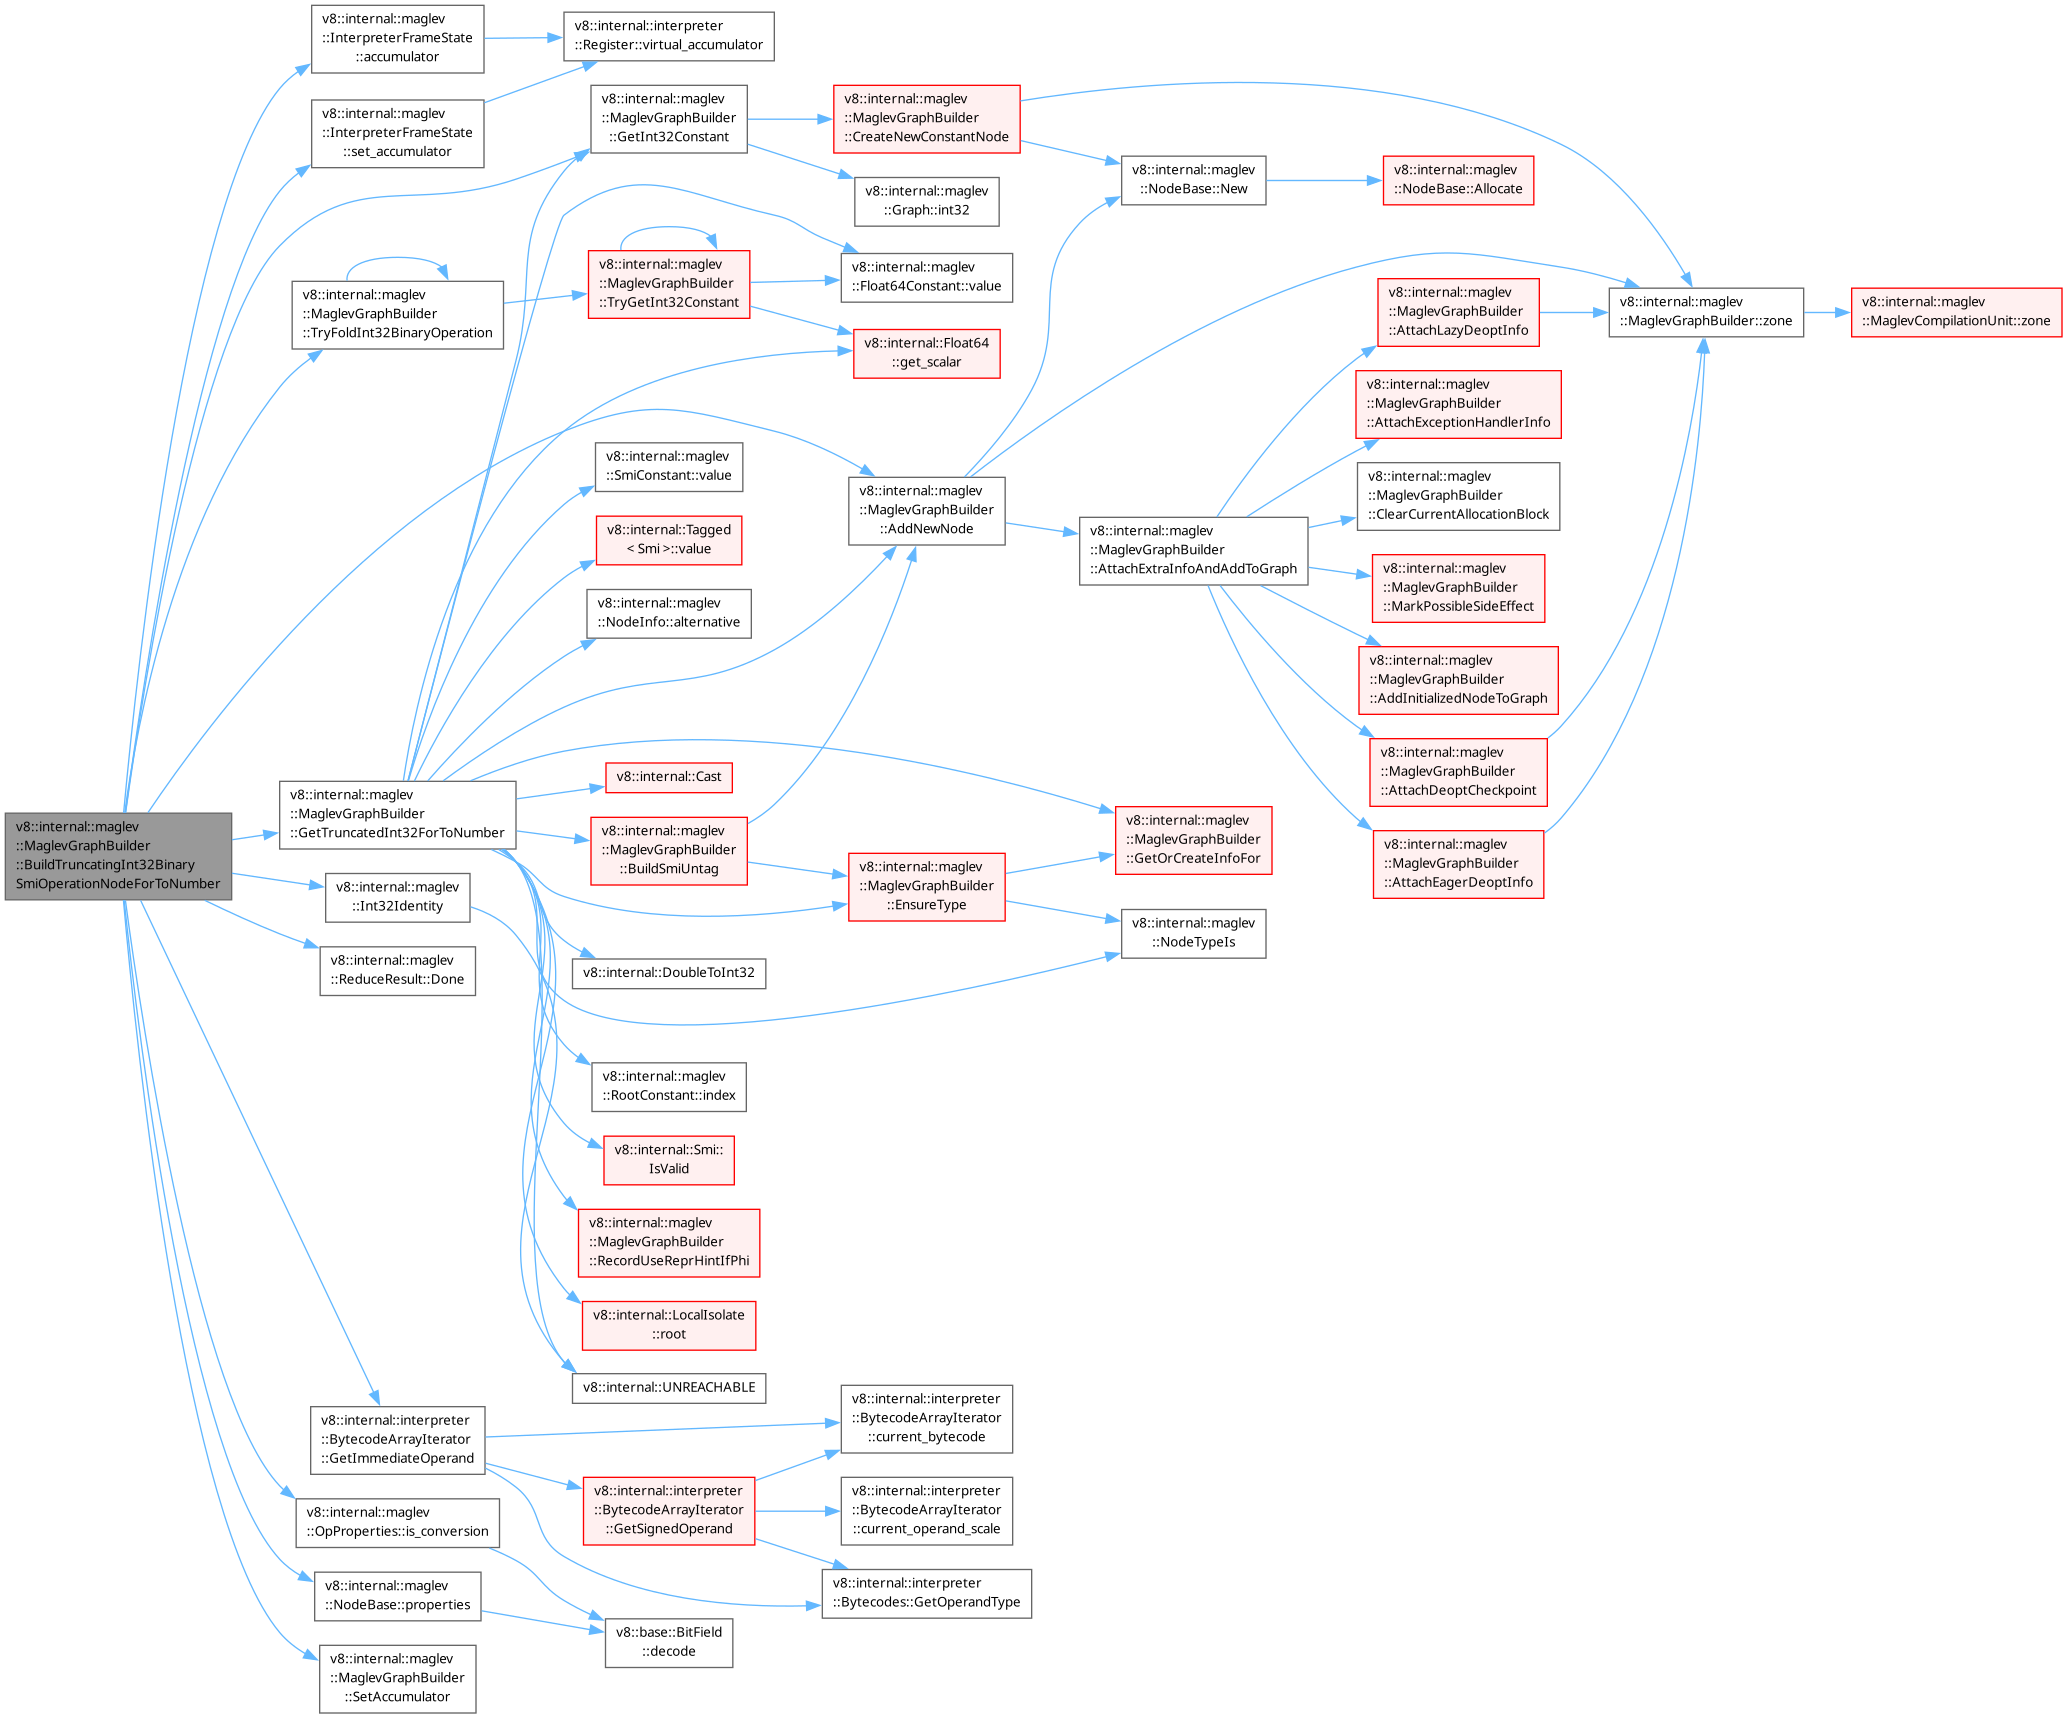 v8::internal::maglev
::MaglevGraphBuilder
::BuildTruncatingInt32Binary
SmiOperationNodeForToNumber
v8::internal::maglev
::InterpreterFrameState
::accumulator
v8::internal::interpreter
::Register::virtual_accumulator
v8::internal::maglev
::InterpreterFrameState
::set_accumulator
v8::internal::maglev
::MaglevGraphBuilder
::GetInt32Constant
v8::internal::maglev
::MaglevGraphBuilder
::CreateNewConstantNode
v8::internal::maglev
::NodeBase::New
v8::internal::maglev
::NodeBase::Allocate
v8::internal::maglev
::Graph::int32
v8::internal::maglev
::MaglevGraphBuilder
::TryFoldInt32BinaryOperation
v8::internal::maglev
::MaglevGraphBuilder
::TryGetInt32Constant
v8::internal::maglev
::Float64Constant::value
v8::internal::Float64
::get_scalar
v8::internal::maglev
::MaglevGraphBuilder
::AttachLazyDeoptInfo
v8::internal::maglev
::MaglevGraphBuilder::zone
v8::internal::maglev
::MaglevCompilationUnit::zone
v8::internal::maglev
::MaglevGraphBuilder
::AttachExceptionHandlerInfo
v8::internal::maglev
::SmiConstant::value
v8::internal::maglev
::MaglevGraphBuilder
::AddNewNode
v8::internal::maglev
::MaglevGraphBuilder
::ClearCurrentAllocationBlock
v8::internal::Tagged
< Smi >::value
v8::internal::maglev
::MaglevGraphBuilder
::AttachExtraInfoAndAddToGraph
v8::internal::maglev
::MaglevGraphBuilder
::MarkPossibleSideEffect
v8::internal::maglev
::NodeInfo::alternative
v8::internal::maglev
::MaglevGraphBuilder
::AddInitializedNodeToGraph
v8::internal::maglev
::MaglevGraphBuilder
::GetTruncatedInt32ForToNumber
v8::internal::Cast
v8::internal::maglev
::MaglevGraphBuilder
::AttachDeoptCheckpoint
v8::internal::maglev
::MaglevGraphBuilder
::BuildSmiUntag
v8::internal::maglev
::MaglevGraphBuilder
::GetOrCreateInfoFor
v8::internal::maglev
::MaglevGraphBuilder
::AttachEagerDeoptInfo
v8::internal::maglev
::Int32Identity
v8::internal::maglev
::MaglevGraphBuilder
::EnsureType
v8::internal::maglev
::NodeTypeIs
v8::internal::maglev
::ReduceResult::Done
v8::internal::DoubleToInt32
v8::internal::maglev
::RootConstant::index
v8::internal::Smi::
IsValid
v8::internal::maglev
::MaglevGraphBuilder
::RecordUseReprHintIfPhi
v8::internal::LocalIsolate
::root
v8::internal::UNREACHABLE
v8::internal::interpreter
::BytecodeArrayIterator
::GetImmediateOperand
v8::internal::interpreter
::BytecodeArrayIterator
::current_bytecode
v8::internal::interpreter
::BytecodeArrayIterator
::GetSignedOperand
v8::internal::interpreter
::BytecodeArrayIterator
::current_operand_scale
v8::internal::maglev
::OpProperties::is_conversion
v8::internal::interpreter
::Bytecodes::GetOperandType
v8::internal::maglev
::NodeBase::properties
v8::base::BitField
::decode
v8::internal::maglev
::MaglevGraphBuilder
::SetAccumulator